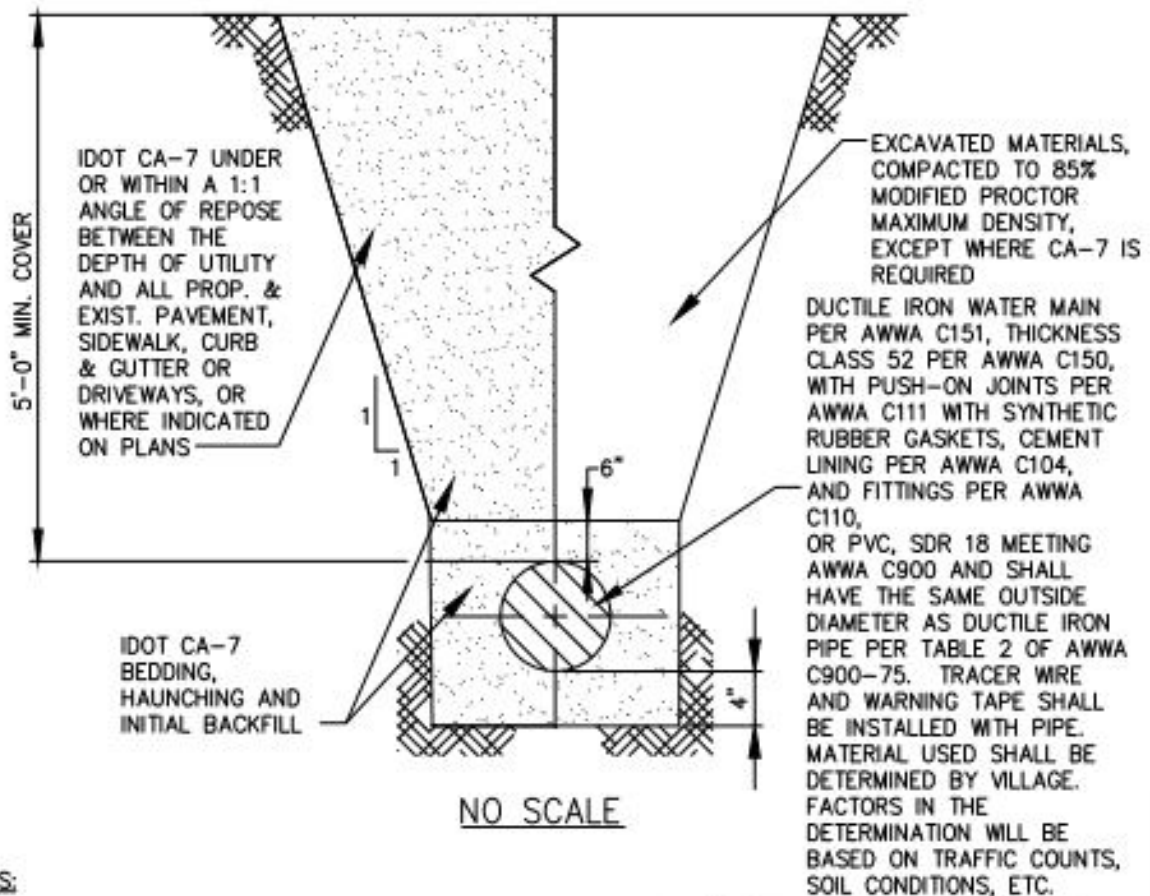 5'-0" MIN. COVER
IDOT CA-7 UNDER
OR WITHIN A 1:1
ANGLE OF REPOSE
BETWEEN THE
DEPTH OF UTILITY
AND ALL PROP. &
EXIST. PAVEMENT,
SIDEWALK, CURB
& GUTTER OR
DRIVEWAYS, OR
WHERE INDICATED
ON PLANS
1
1
6"
EXCAVATED MATERIALS,
COMPACTED TO 85%
MODIFIED PROCTOR
MAXIMUM DENSITY,
EXCEPT WHERE CA-7 IS
REQUIRED
DUCTILE IRON WATER MAIN
PER AWWA C151, THICKNESS
CLASS 52 PER AWWA C150,
WITH PUSH-ON JOINTS PER
AWWA C111 WITH SYNTHETIC
RUBBER GASKETS, CEMENT
LINING PER AWWA C104,
AND FITTINGS PER AWWA
C110,
OR PVC, SDR 18 MEETING
AWWA C900 AND SHALL
HAVE THE SAME OUTSIDE
DIAMETER AS DUCTILE IRON
PIPE PER TABLE 2 OF AWWA
C900-75. TRACER WIRE
AND WARNING TAPE SHALL
BE INSTALLED WITH PIPE.
MATERIAL USED SHALL BE
DETERMINED BY VILLAGE.
FACTORS IN THE
DETERMINATION WILL BE
BASED ON TRAFFIC COUNTS,
SOIL CONDITIONS, ETC.
IDOT CA-7
BEDDING,
HAUNCHING AND
INITIAL BACKFILL
4"
NO SCALE
S: